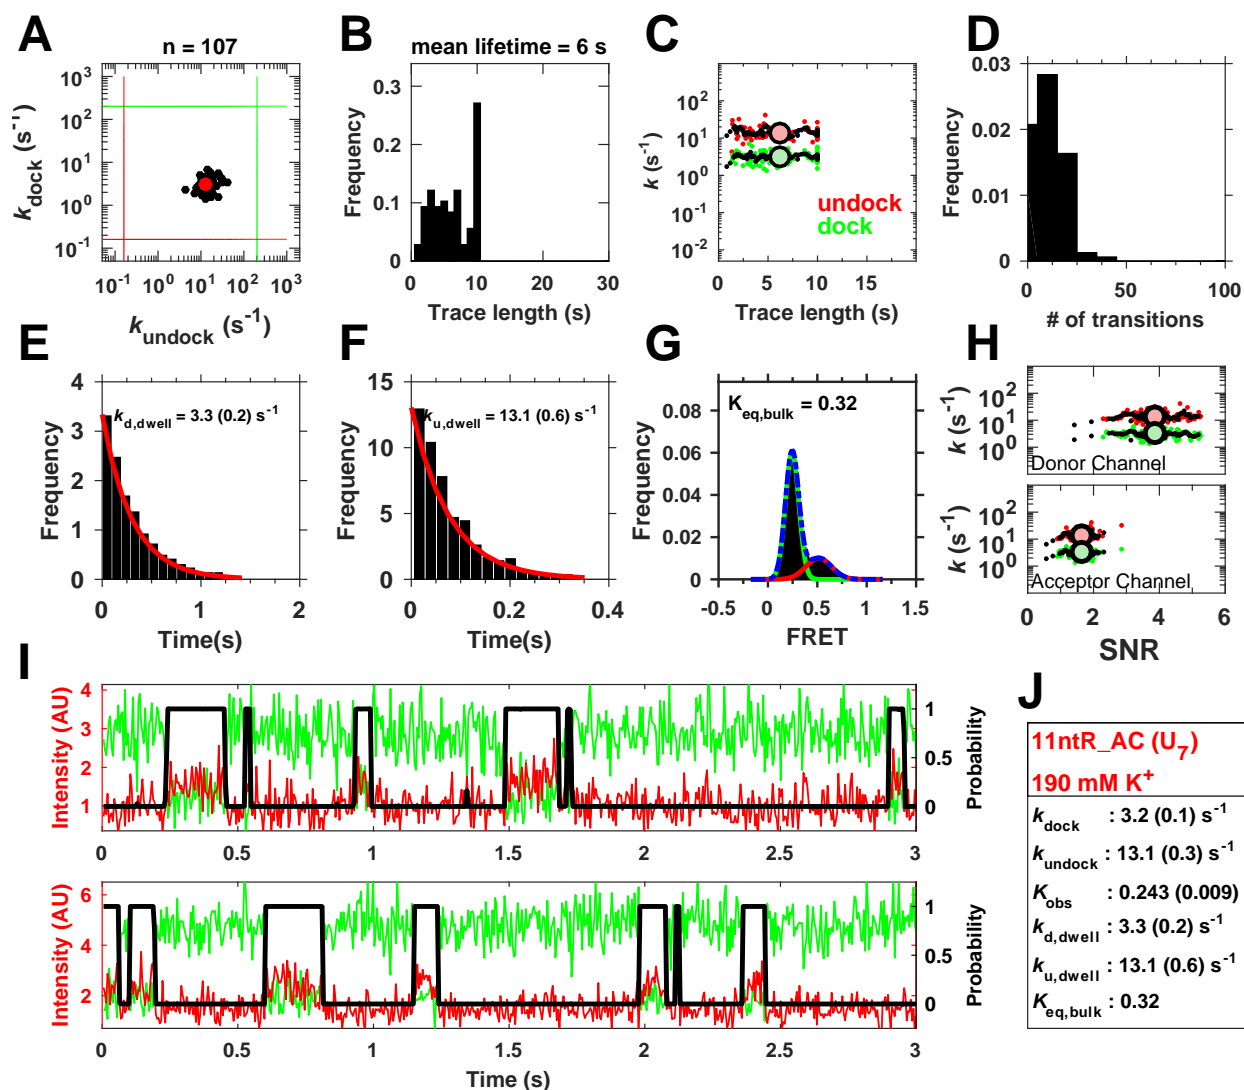 A
n = 107
10³
10²
10¹
10⁰
10⁻¹
k_dock (s⁻¹)
10⁻¹ 10⁰ 10¹ 10² 10³
k_undock (s⁻¹)
B
mean lifetime = 6 s
0.3
0.2
0.1
0
Frequency
0 10 20 30
Trace length (s)
C
10²
10¹
10⁰
10⁻¹
10⁻²
k (s⁻¹)
undock
dock
0 5 10 15
Trace length (s)
D
0.03
0.02
0.01
0
Frequency
0 50 100
# of transitions
E
4
3
2
1
0
Frequency
k_d,dwell = 3.3 (0.2) s⁻¹
0 1 2
Time(s)
F
15
10
5
0
Frequency
k_u,dwell = 13.1 (0.6) s⁻¹
0 0.2 0.4
Time(s)
G
0.08
0.06
0.04
0.02
0
Frequency
K_eq,bulk = 0.32
-0.5 0 0.5 1 1.5
FRET
H
10²
10¹
10⁰
k (s⁻¹)
Donor Channel
10²
10¹
10⁰
k (s⁻¹)
Acceptor Channel
0 2 4 6
SNR
I
4
3
2
1
Intensity (AU)
1
0.5
0
Probability
0 0.5 1 1.5 2 2.5 3
6
4
2
Intensity (AU)
1
0.5
0
Probability
0 0.5 1 1.5 2 2.5 3
Time (s)
J
11ntR_AC (U₇)
190 mM K⁺
k_dock : 3.2 (0.1) s⁻¹
k_undock : 13.1 (0.3) s⁻¹
K_obs : 0.243 (0.009)
k_d,dwell : 3.3 (0.2) s⁻¹
k_u,dwell : 13.1 (0.6) s⁻¹
K_eq,bulk : 0.32